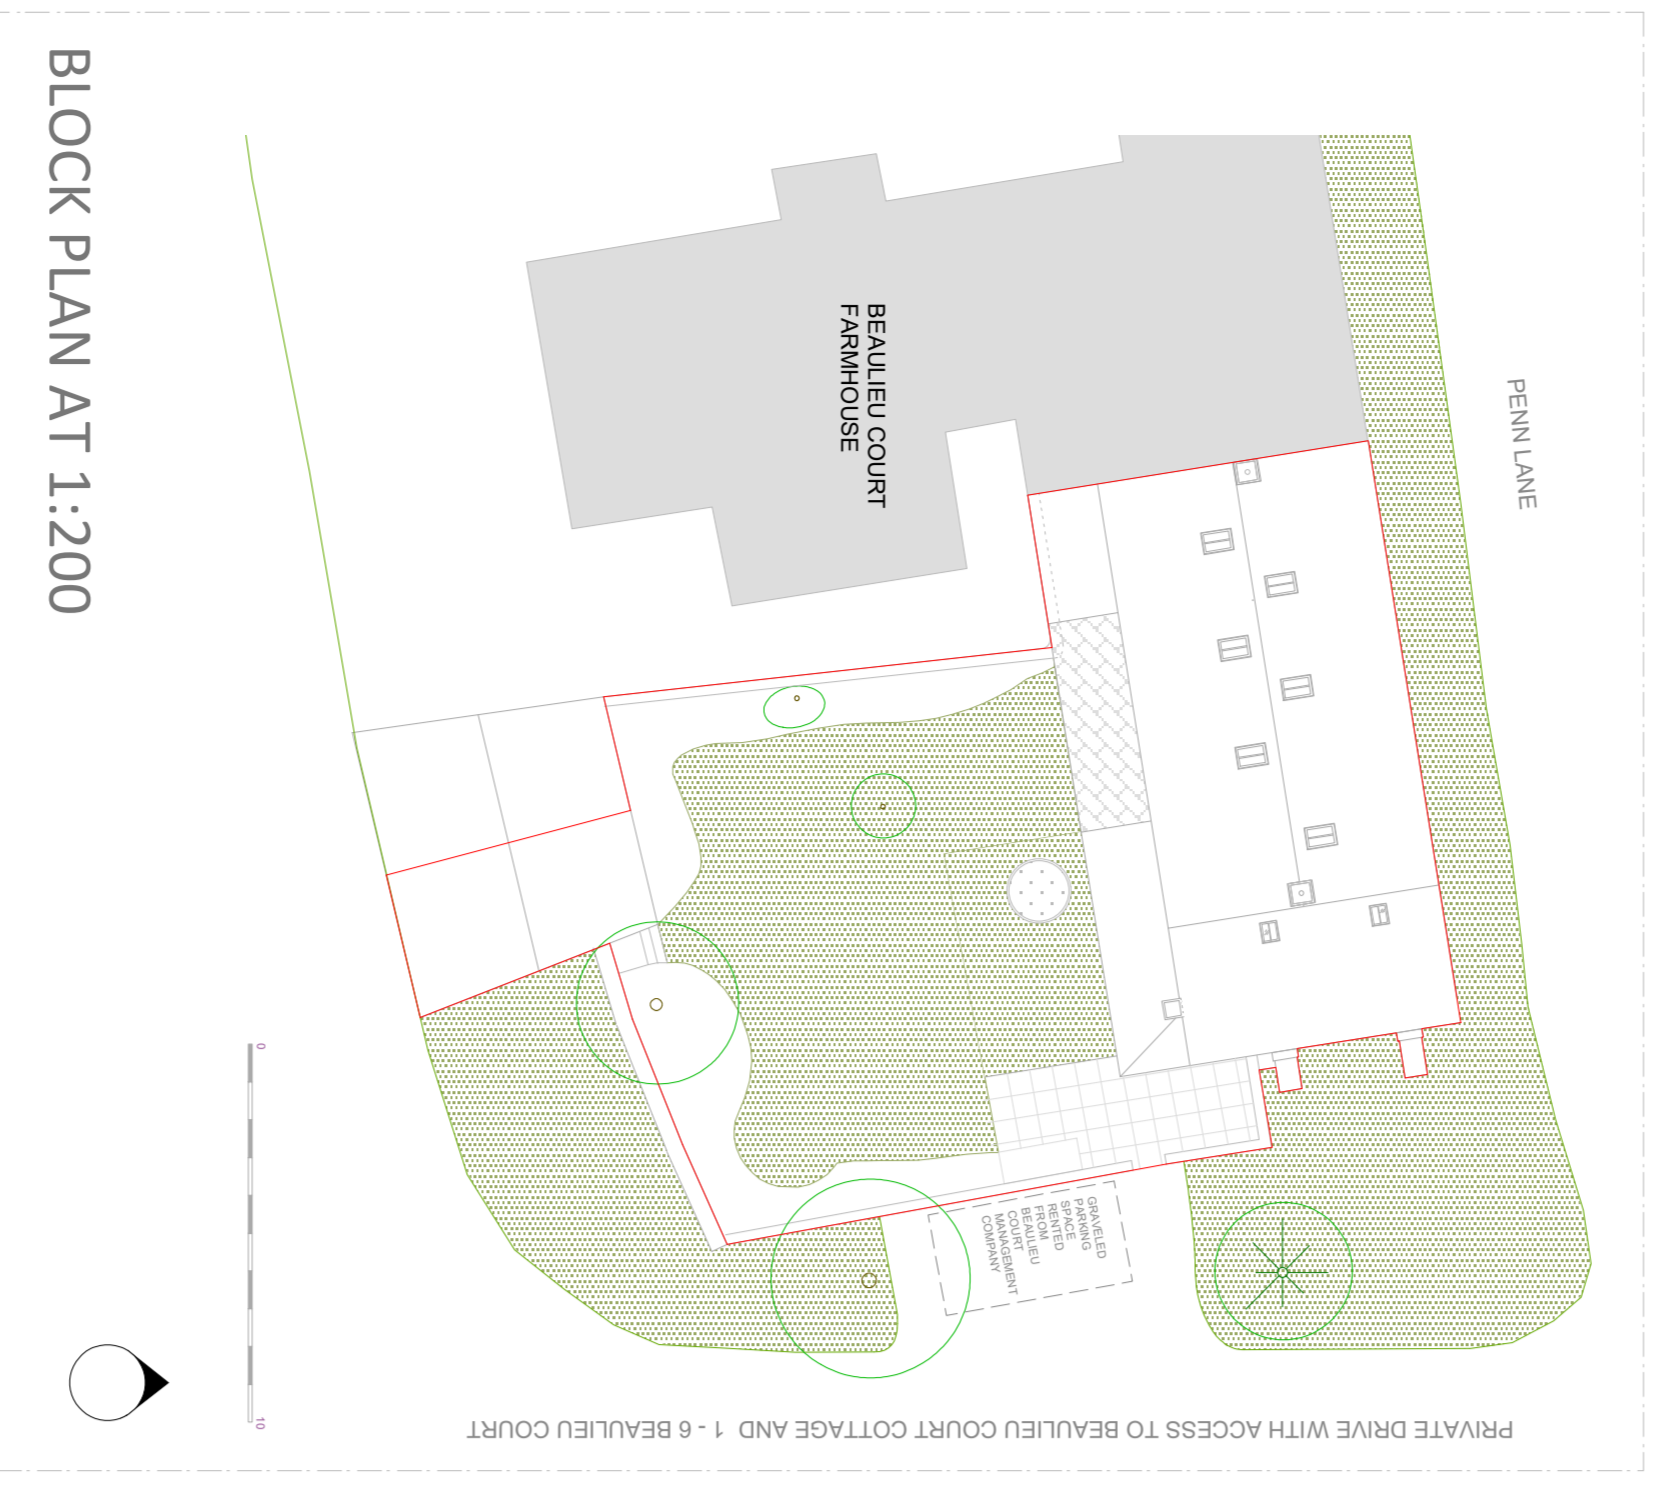 BLOCK PLAN AT 1:200
BEAULIEU COURT
FARMHOUSE
PENN LANE
GRAVELED
PARKING
SPACE
RENTED
FROM
BEAULIEU
COURT
MANAGEMENT
COMPANY
0
10
PRIVATE DRIVE WITH ACCESS TO BEAULIEU COURT COTTAGE AND 1 - 6 BEAULIEU COURT